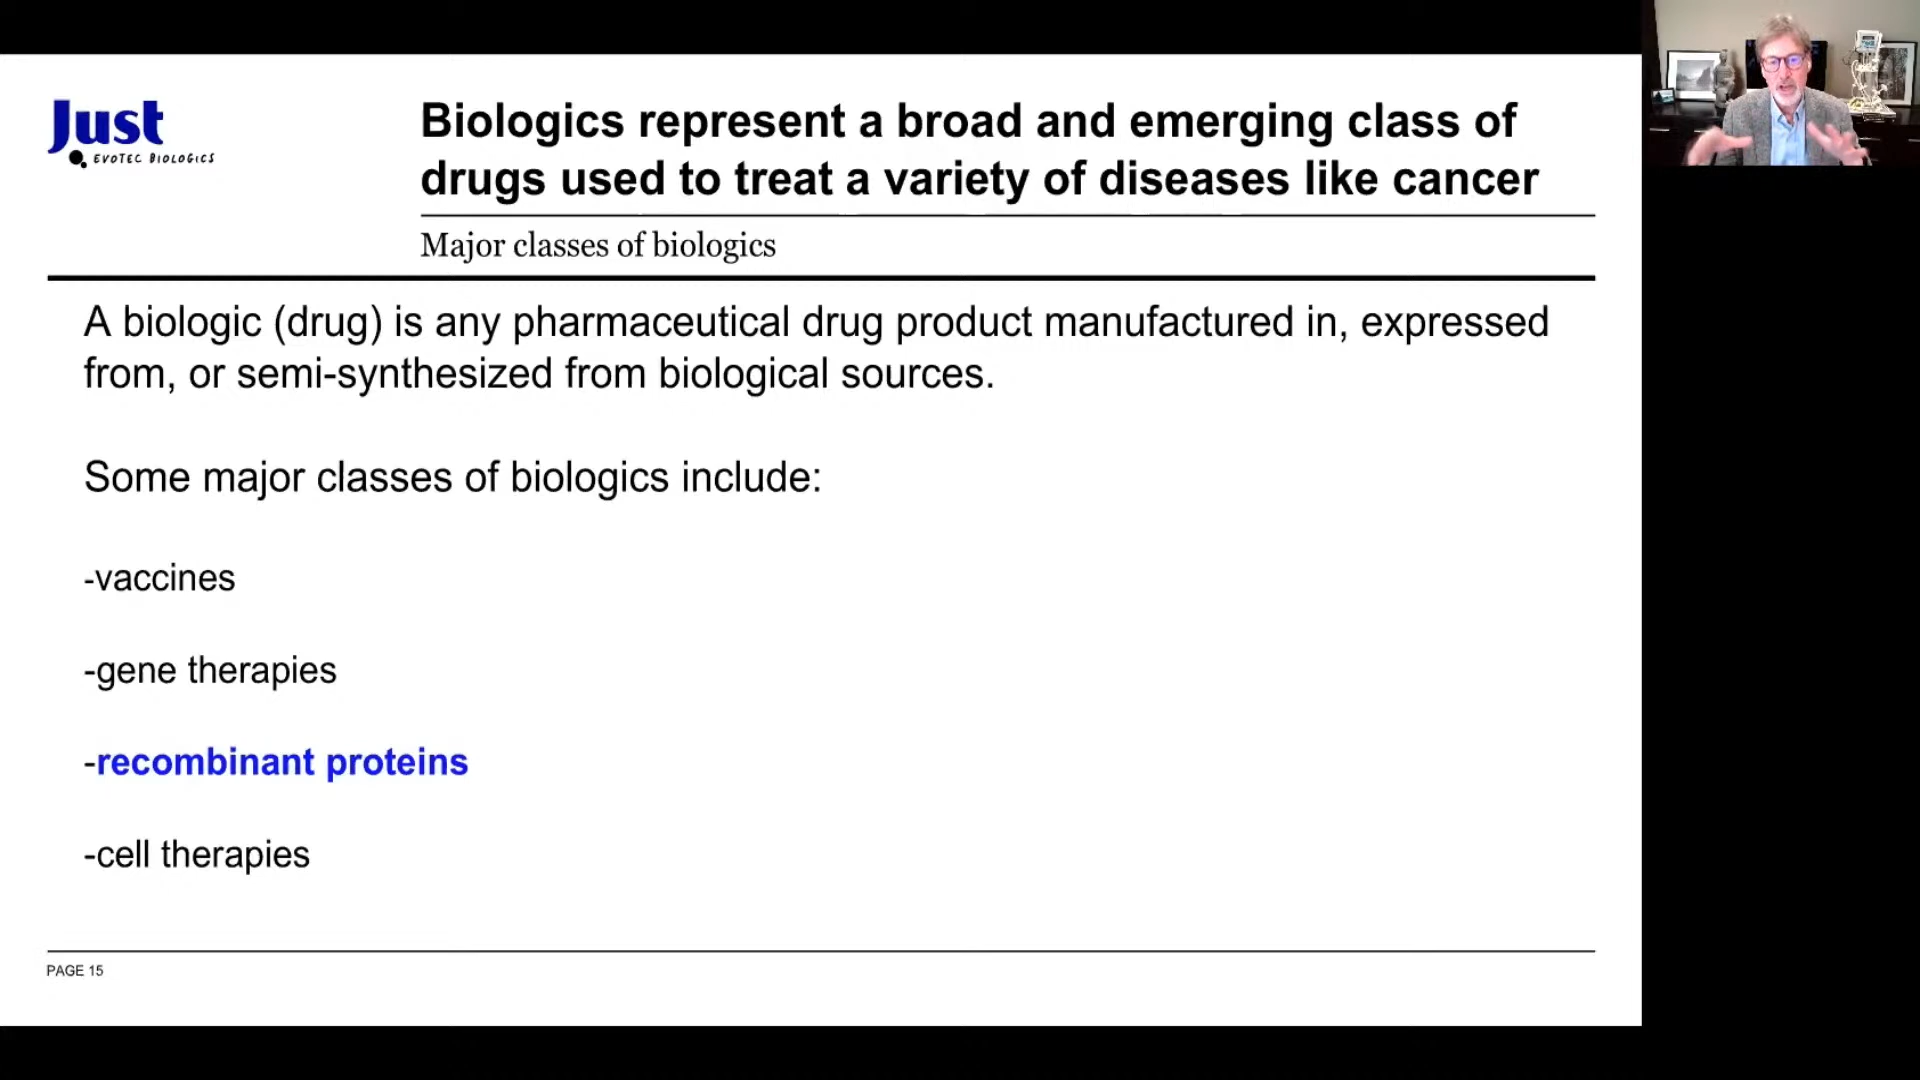 Just
EVOTEC BIOLOGICS
Biologics represent a broad and emerging class of
drugs used to treat a variety of diseases like cancer
Major classes of biologics
A biologic (drug) is any pharmaceutical drug product manufactured in, expressed
from, or semi-synthesized from biological sources.
Some major classes of biologics include:
-vaccines
-gene therapies
-recombinant proteins
-cell therapies
PAGE 15